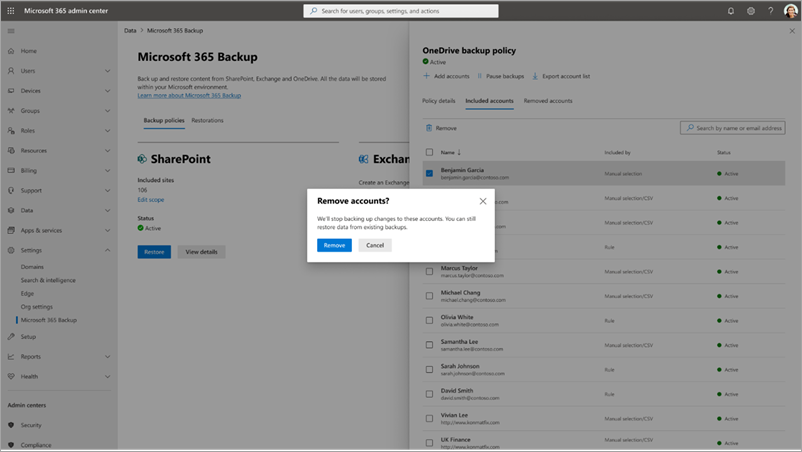 Microsoft 365 admin center
Search for users, groups, settings, and actions
Home
Users
Devices
Groups
Roles
Resources
Billing
Support
Data
Apps & services
Settings
Domains
Search & intelligence
Edge
Org settings
Microsoft 365 Backup
Setup
Reports
Health
Admin centers
Security
Compliance
Data > Microsoft 365 Backup
Microsoft 365 Backup
Back up and restore content from SharePoint, Exchange and OneDrive. All the data will be stored
within your Microsoft environment.
Learn more about Microsoft 365 Backup
Backup policies Restorations
SharePoint
Included sites
106
Edit scope
Status
Active
Restore View details
Exchan
Create an Exchange
Remove accounts?
We'll stop backing up changes to these accounts. You can still
restore data from existing backups.
Remove Cancel
OneDrive backup policy
Active
Add accounts Pause backups Export account list
Policy details Included accounts Removed accounts
Remove
Search by name or email address
Name ↓ Included by Status
Benjamin Garcia
benjamin.garcia@contoso.com
Manual selection Active
Manual selection/CSV Active
Manual selection/CSV Active
Rule Active
Marcus Taylor
marcus.taylor@contoso.com
Manual selection/CSV Active
Michael Chang
michael.chang@contoso.com
Manual selection/CSV Active
Olivia White
olivia.white@contoso.com
Rule Active
Samantha Lee
samantha.lee@contoso.com
Manual selection/CSV Active
Sarah Johnson
sarah.johnson@contoso.com
Rule Active
David Smith
david.smith@contoso.com
Rule Active
Vivian Lee
http://www.konmatfix.com
Manual selection/CSV Active
UK Finance
http://www.konmatfix.com
Manual selection/CSV Active